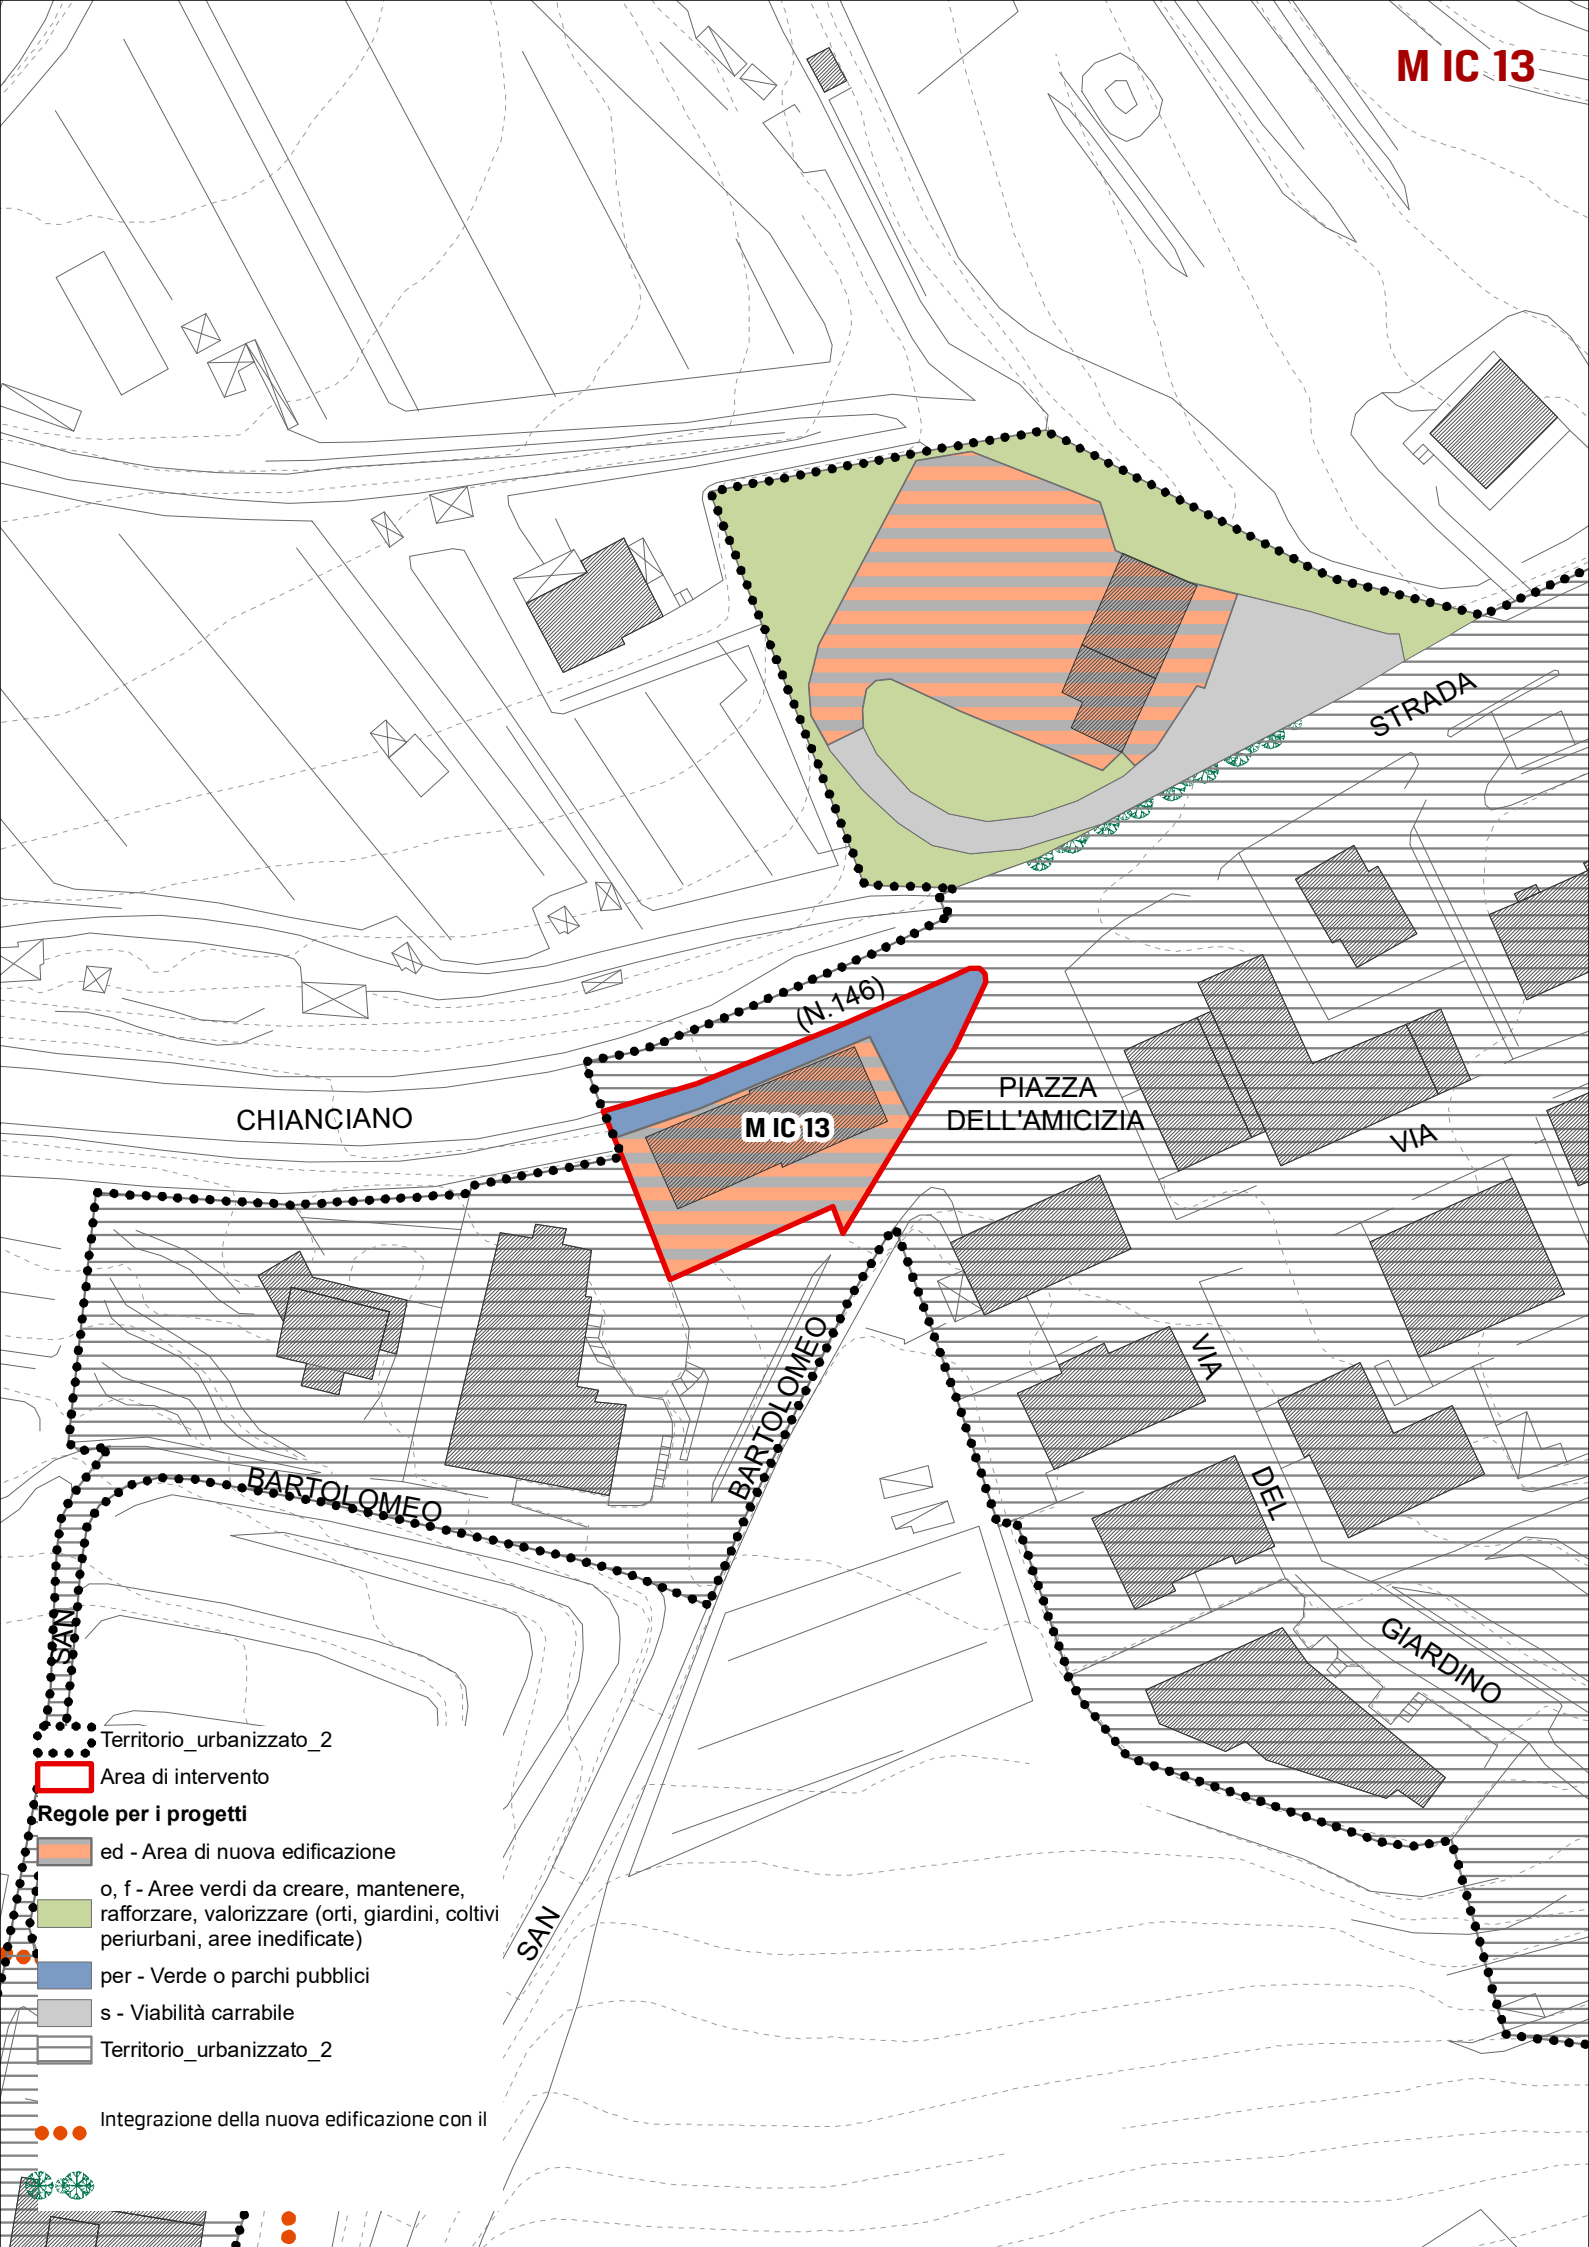 M IC 13
STRADA
(N.146)
CHIANCIANO
M IC 13
PIAZZA
DELL'AMICIZIA
VIA
BARTOLOMEO
VIA
BARTOLOMEO
DEL
SAN
GIARDINO
SAN
Territorio_urbanizzato_2
Area di intervento
Regole per i progetti
ed - Area di nuova edificazione
o, f - Aree verdi da creare, mantenere,
rafforzare, valorizzare (orti, giardini, coltivi
periurbani, aree inedificate)
per - Verde o parchi pubblici
s - Viabilità carrabile
Territorio_urbanizzato_2
Integrazione della nuova edificazione con il